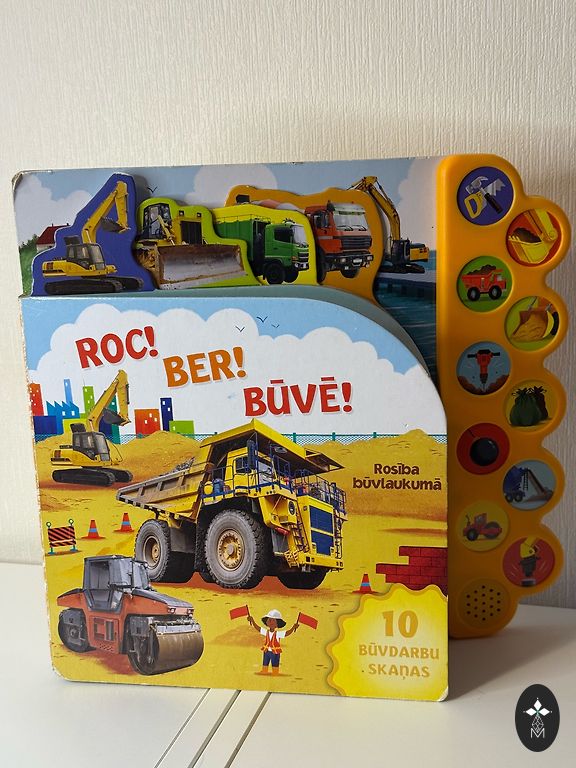 ROC!
BER!
BŪVĒ!
Rosība
būvlaukumā
10
BŪVDARBU
SKAŅAS
M